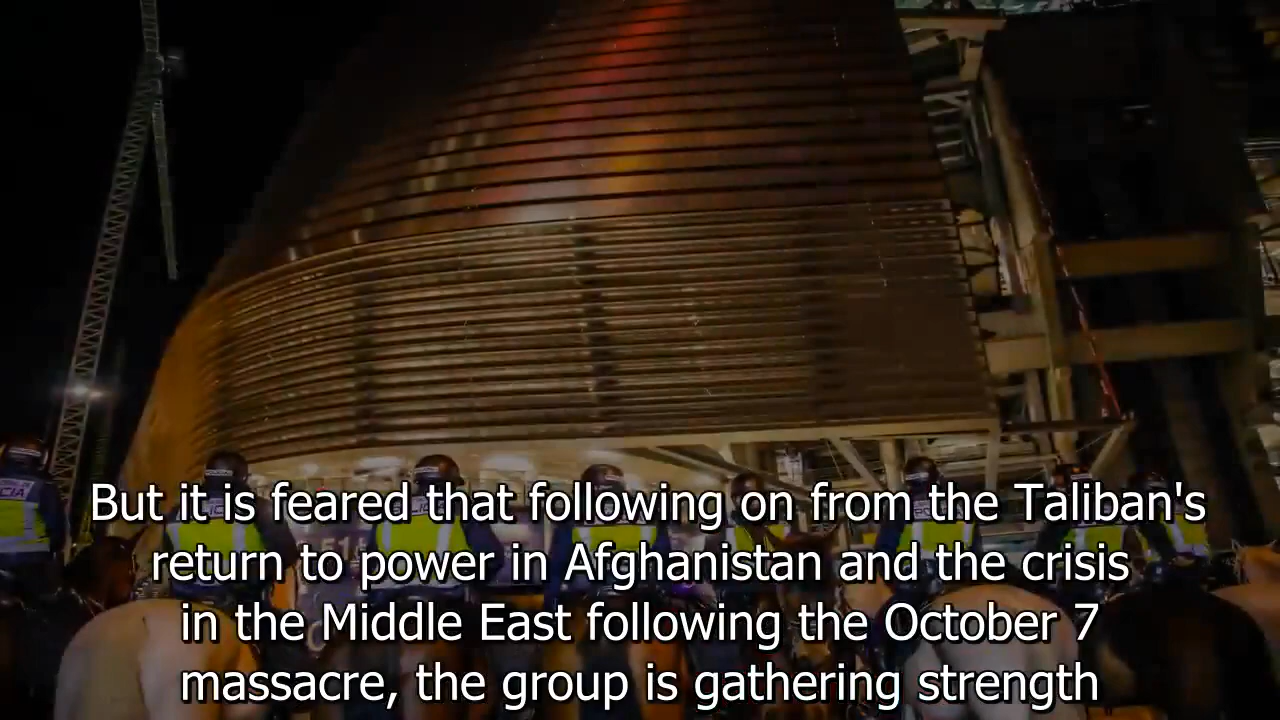 CIA
But it is feared that following on from the Taliban's
return to power in Afghanistan and the crisis
in the Middle East following the October 7
massacre, the group is gathering strength